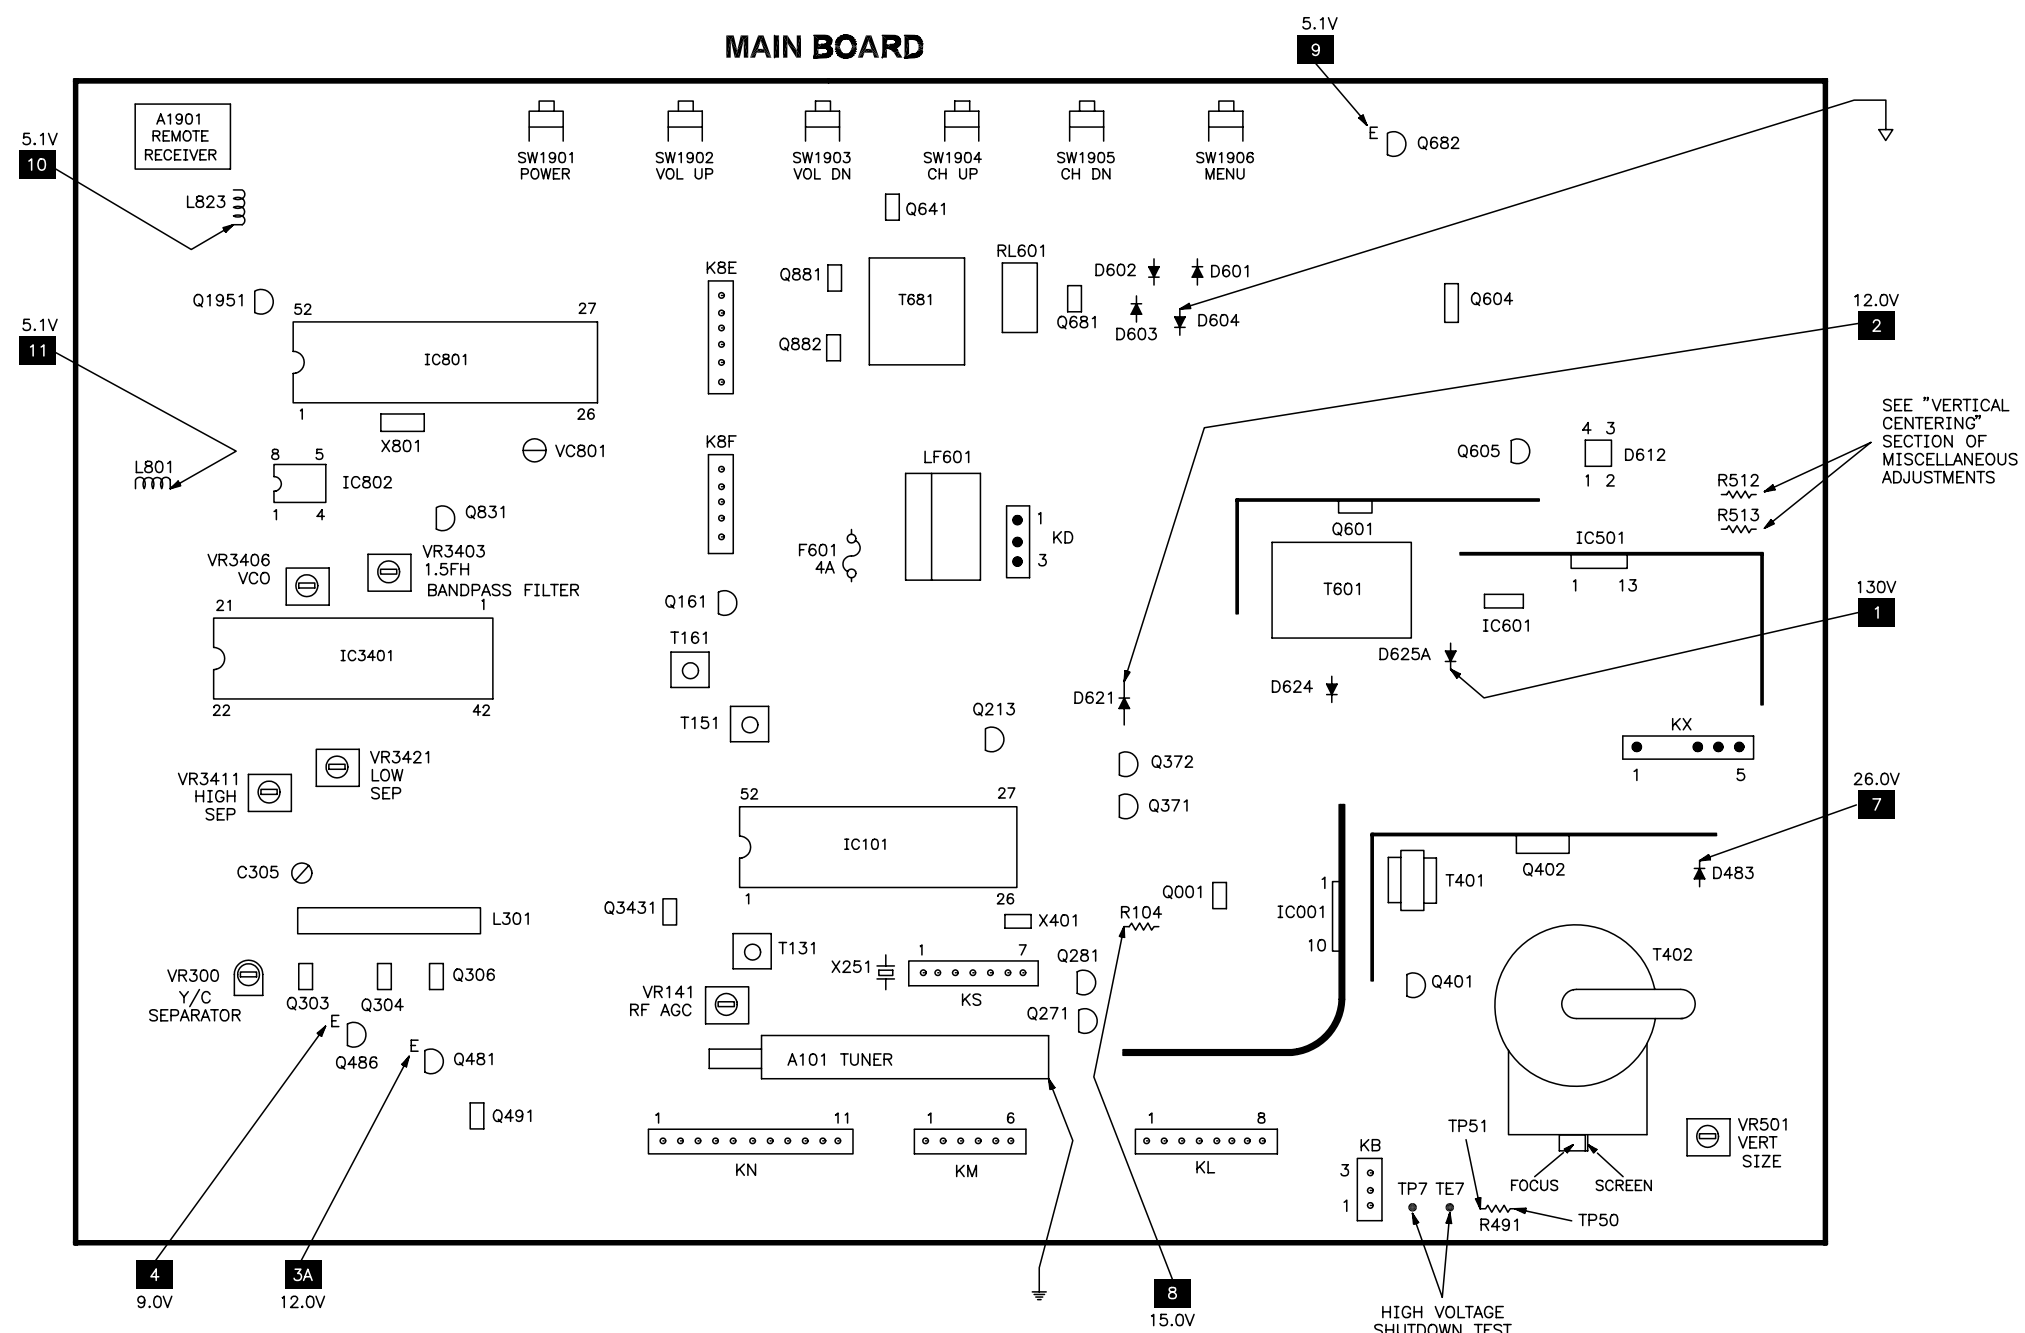 MAIN BOARD
5.1V
9
A1901
REMOTE
RECEIVER
5.1V
10
L823
SW1901
POWER
SW1902
VOL UP
SW1903
VOL DN
SW1904
CH UP
SW1905
CH DN
SW1906
MENU
E
Q682
Q641
RL601
K8E
Q881
T681
D602
D601
Q1951
52
27
IC801
1
26
Q882
Q681
D603
D604
Q604
12.0V
2
5.1V
11
X801
VC801
L801
8
5
IC802
1
4
K8F
LF601
Q605
4
3
D612
1
2
SEE "VERTICAL
CENTERING"
SECTION OF
MISCELLANEOUS
ADJUSTMENTS
R512
R513
Q831
1
KD
3
Q601
IC501
1
13
F601
4A
VR3406
VCO
VR3403
1.5FH
BANDPASS FILTER
21
1
IC3401
22
42
Q161
T161
T151
T601
IC601
130V
1
D625A
D624
D621
Q213
KX
1
5
VR3421
LOW
SEP
VR3411
HIGH
SEP
Q372
Q371
52
27
IC101
1
26
26.0V
7
C305
L301
Q3431
X401
R104
Q001
1
IC001
10
T401
Q402
D483
T402
VR300
Y/C
SEPARATOR
Q303
Q304
Q306
T131
X251
1
7
KS
Q281
Q271
Q401
VR141
RF AGC
E
Q486
E
Q481
A101 TUNER
Q491
1
11
KN
1
6
KM
1
8
KL
KB
3
1
TP51
TP7
TE7
R491
TP50
FOCUS
SCREEN
VR501
VERT
SIZE
4
9.0V
3A
12.0V
8
15.0V
HIGH VOLTAGE
SHUTDOWN TEST